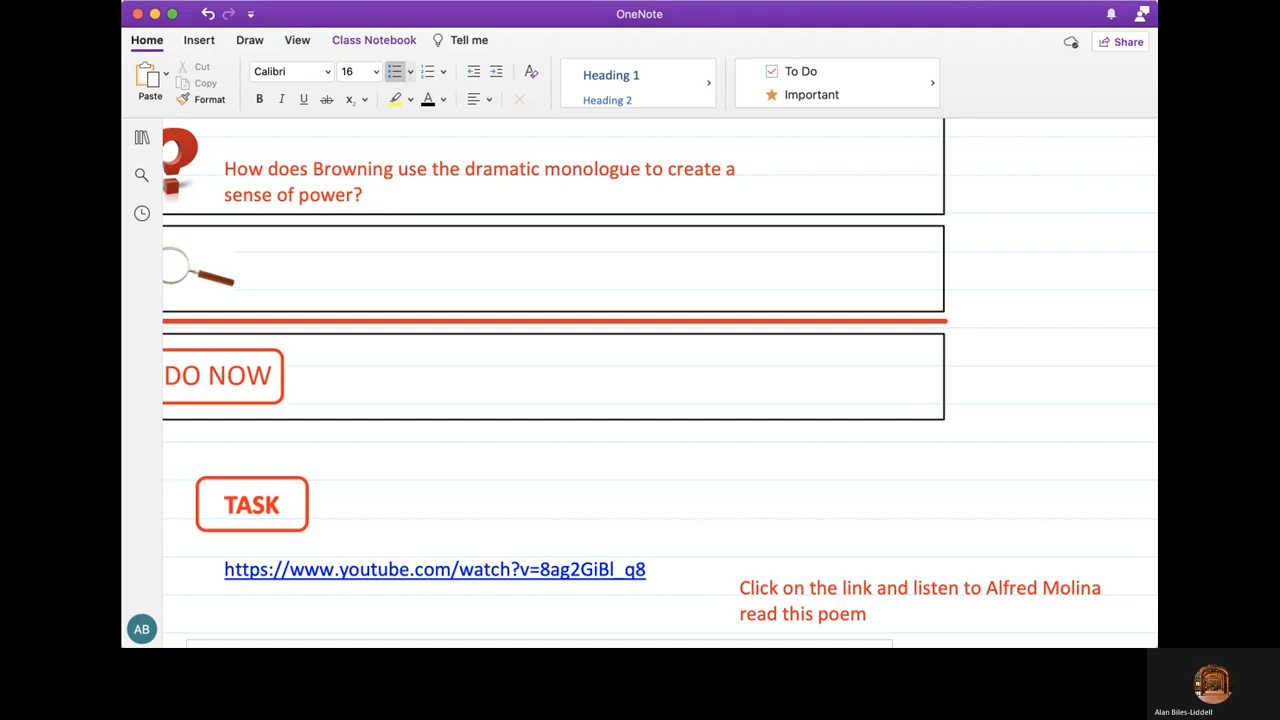 OneNote
Home Insert Draw View Class Notebook Tell me
Share
Paste
Cut
Copy
Format
Calibri 16
B I U ab x₂ A
Heading 1
Heading 2
To Do
Important
How does Browning use the dramatic monologue to create a
sense of power?
DO NOW
TASK
https://www.youtube.com/watch?v=8ag2GiBl_q8
Click on the link and listen to Alfred Molina
read this poem
AB
Alan Biles-Liddell